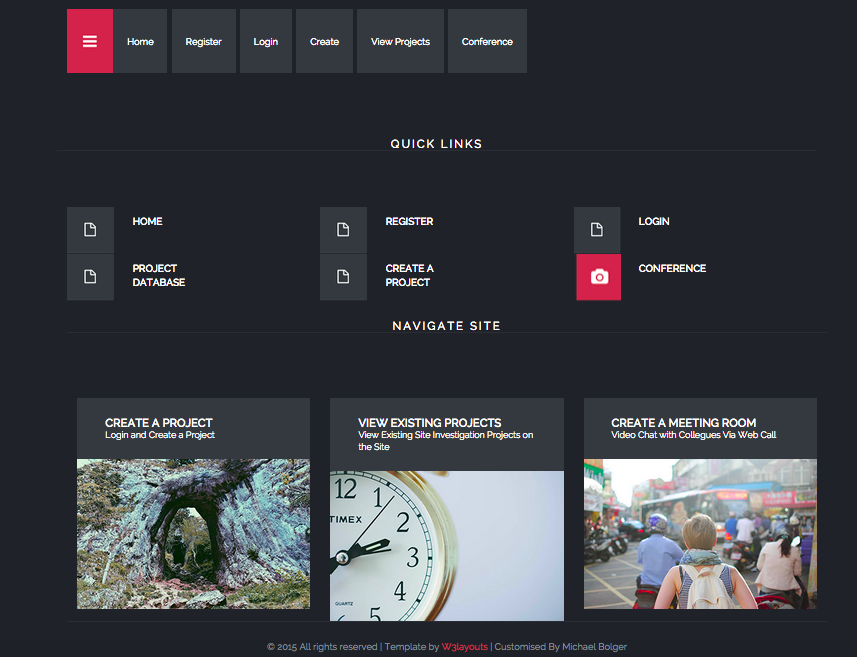 Home Register Login Create View Projects Conference
QUICK LINKS
HOME
REGISTER
LOGIN
PROJECT
DATABASE
CREATE A
PROJECT
CONFERENCE
NAVIGATE SITE
CREATE A PROJECT
Login and Create a Project
VIEW EXISTING PROJECTS
View Existing Site Investigation Projects on
the Site
CREATE A MEETING ROOM
Video Chat with Collegues Via Web Call
12
1
2
3
4
5
TIMEX
QUARTZ
© 2015 All rights reserved | Template by W3layouts | Customised By Michael Bolger